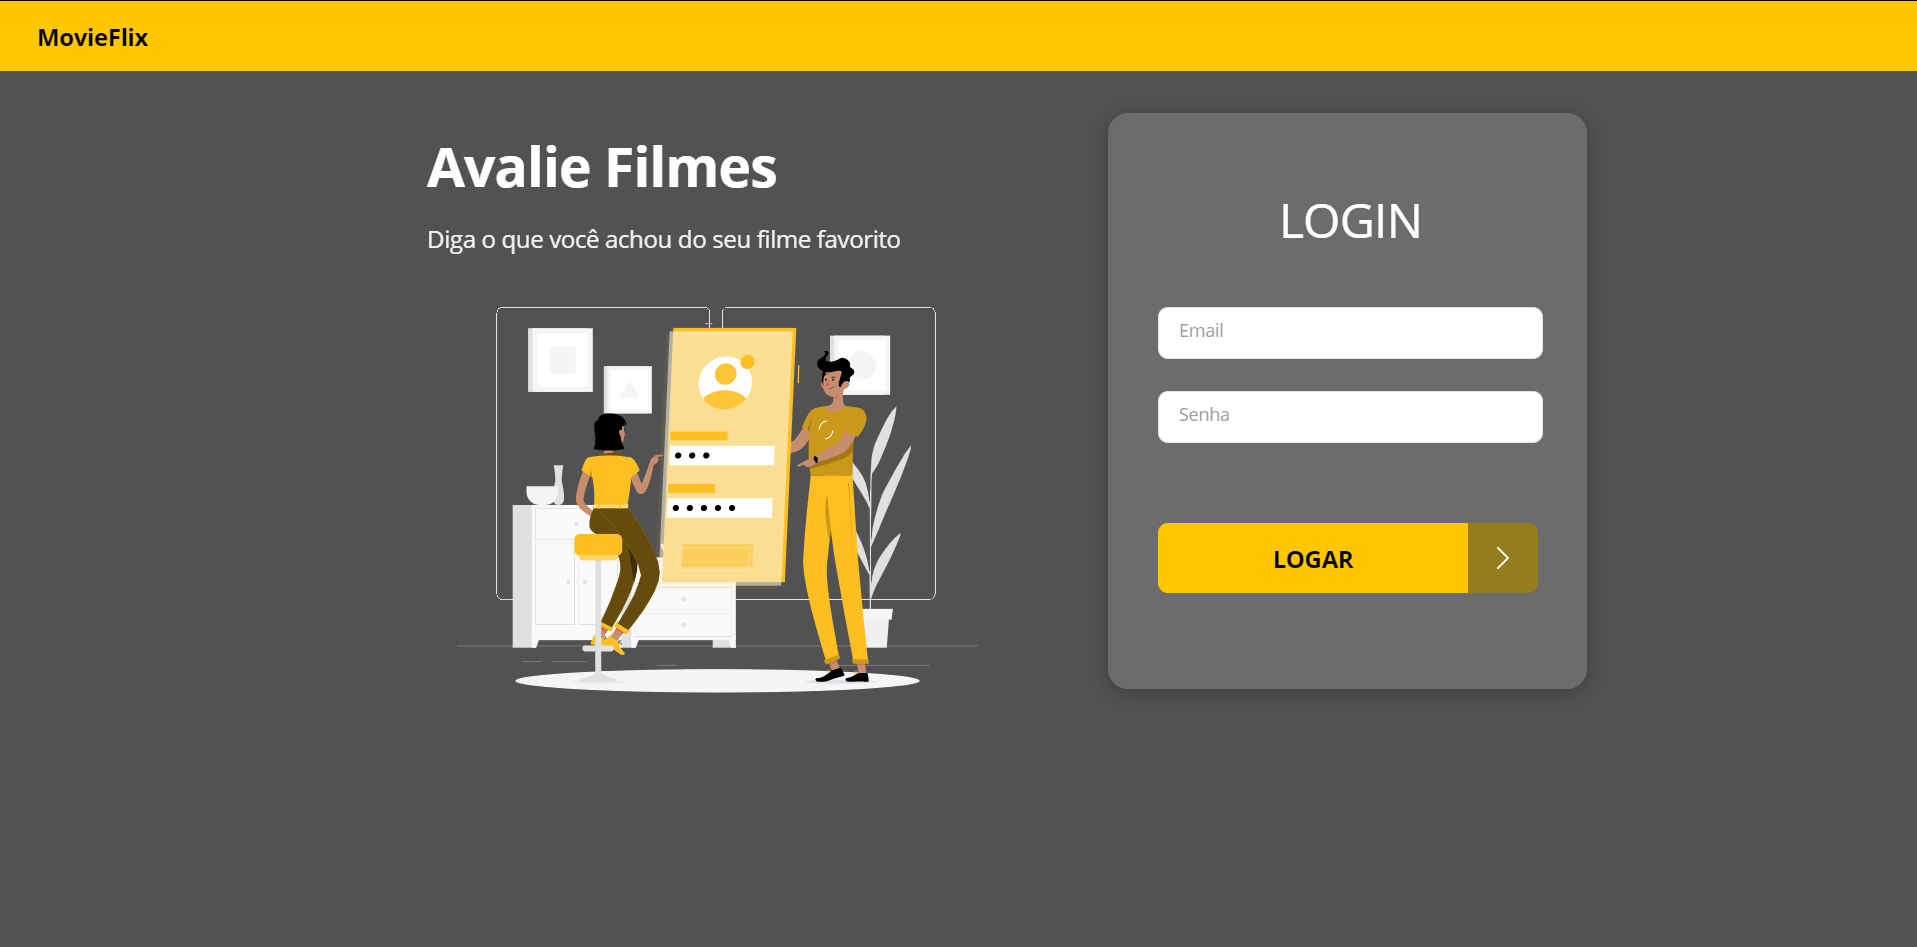 MovieFlix
Avalie Filmes
Diga o que você achou do seu filme favorito
LOGIN
Email
Senha
LOGAR